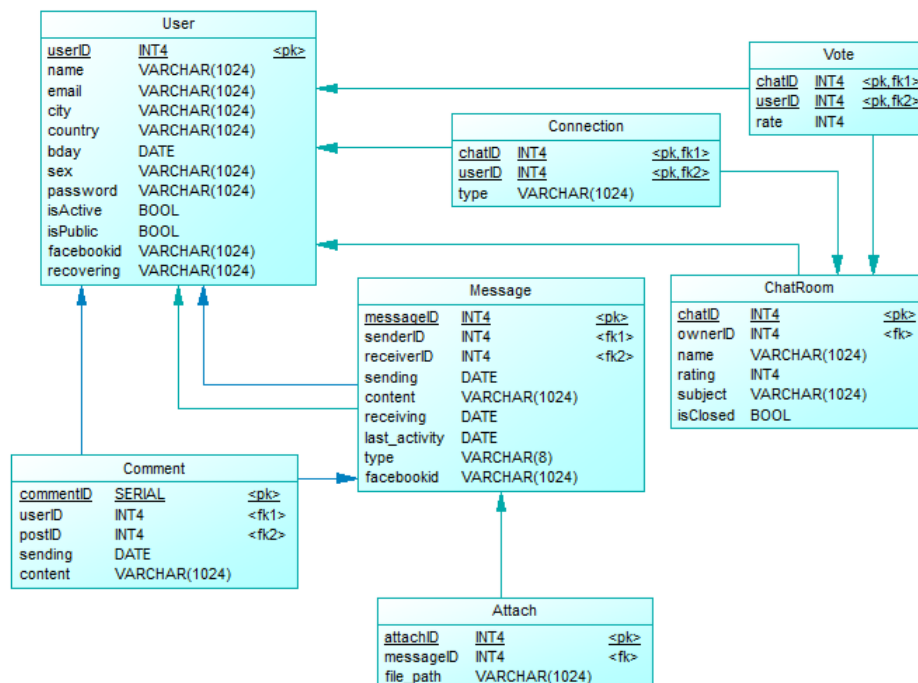 User
userID INT4 <pk>
name VARCHAR(1024)
email VARCHAR(1024)
city VARCHAR(1024)
country VARCHAR(1024)
bday DATE
sex VARCHAR(1024)
password VARCHAR(1024)
isActive BOOL
isPublic BOOL
facebookid VARCHAR(1024)
recovering VARCHAR(1024)
Vote
chatID INT4 <pk,fk1>
userID INT4 <pk,fk2>
rate INT4
Connection
chatID INT4 <pk,fk1>
userID INT4 <pk,fk2>
type VARCHAR(1024)
ChatRoom
chatID INT4 <pk>
ownerID INT4 <fk>
name VARCHAR(1024)
rating INT4
subject VARCHAR(1024)
isClosed BOOL
Message
messageID INT4 <pk>
senderID INT4 <fk1>
receiverID INT4 <fk2>
sending DATE
content VARCHAR(1024)
receiving DATE
last_activity DATE
type VARCHAR(8)
facebookid VARCHAR(1024)
Comment
commentID SERIAL <pk>
userID INT4 <fk1>
postID INT4 <fk2>
sending DATE
content VARCHAR(1024)
Attach
attachID INT4 <pk>
messageID INT4 <fk>
file_path VARCHAR(1024)